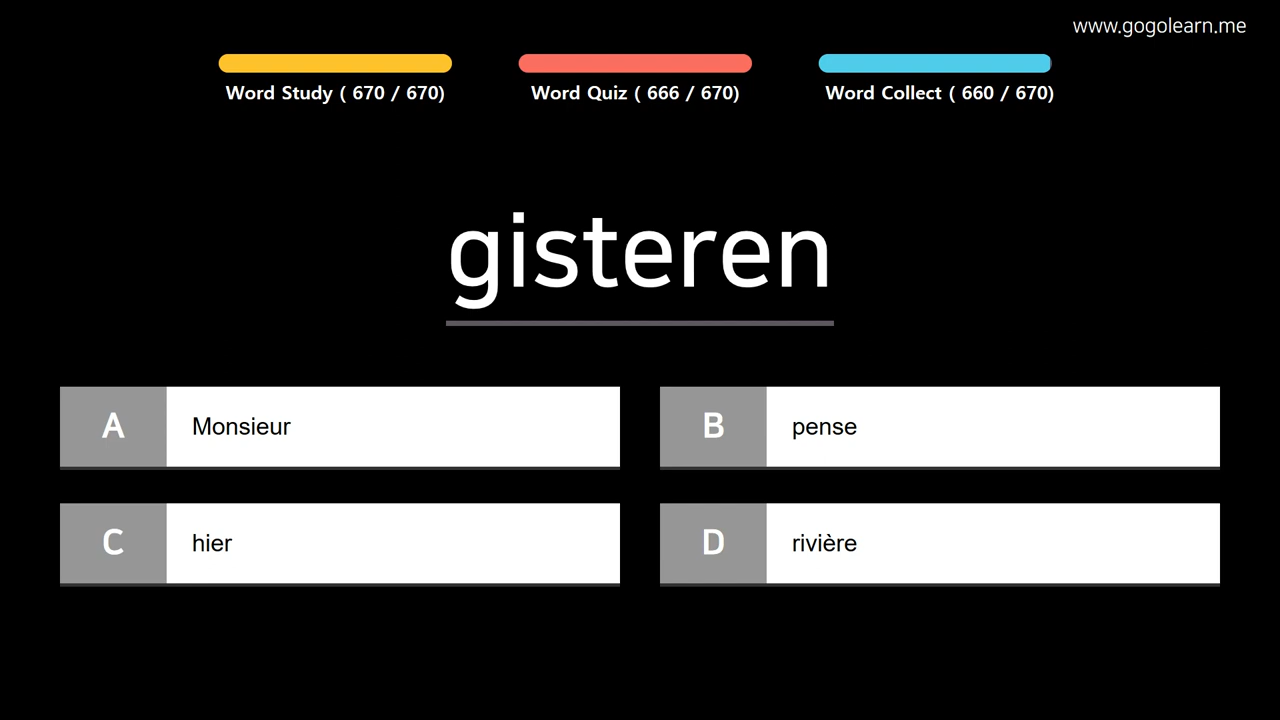 www.gogolearn.me
Word Study ( 670 / 670)
Word Quiz ( 666 / 670)
Word Collect ( 660 / 670)
gisteren
A Monsieur
B pense
C hier
D rivière